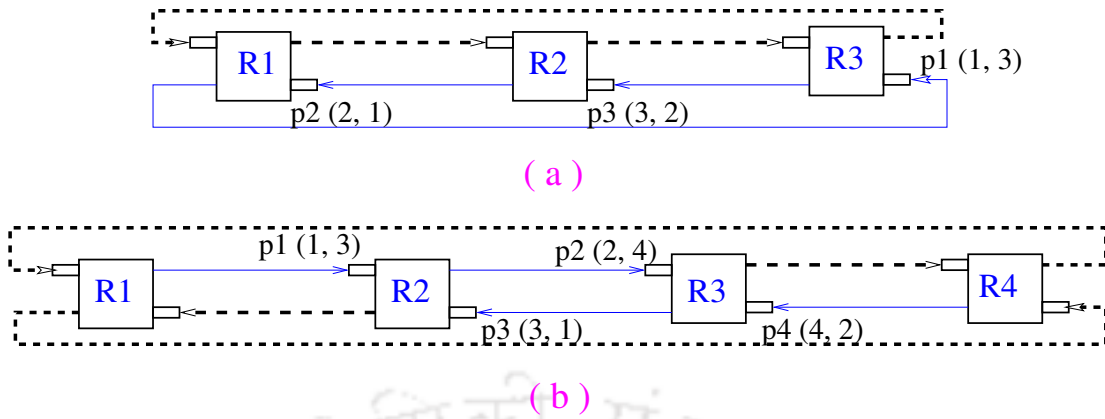 R1 R2 R3 p1 (1, 3)
p2 (2, 1) p3 (3, 2)
( a )
p1 (1, 3) p2 (2, 4)
R1 R2 R3 R4
p3 (3, 1) p4 (4, 2)
( b )